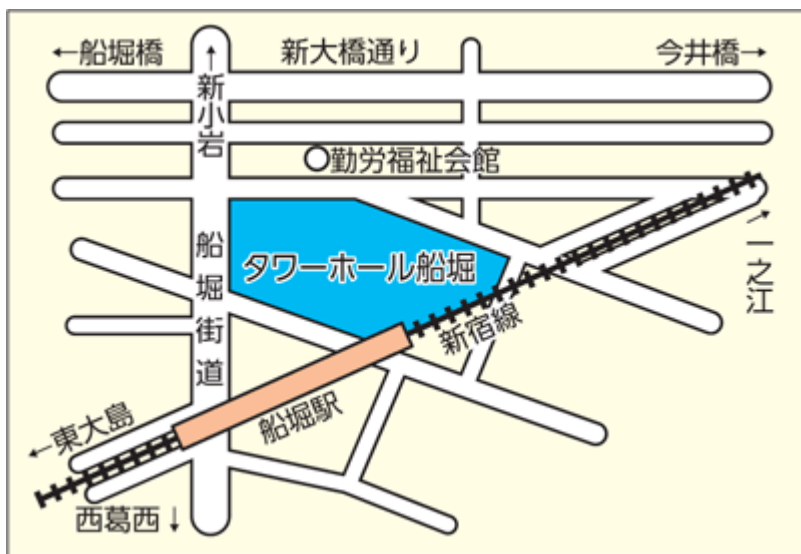 ←船堀橋
新大橋通り
今井橋→
↑新小岩
勤労福祉会館
船堀街道
タワーホール船堀
一之江
新宿線
船堀駅
←東大島
西葛西↓